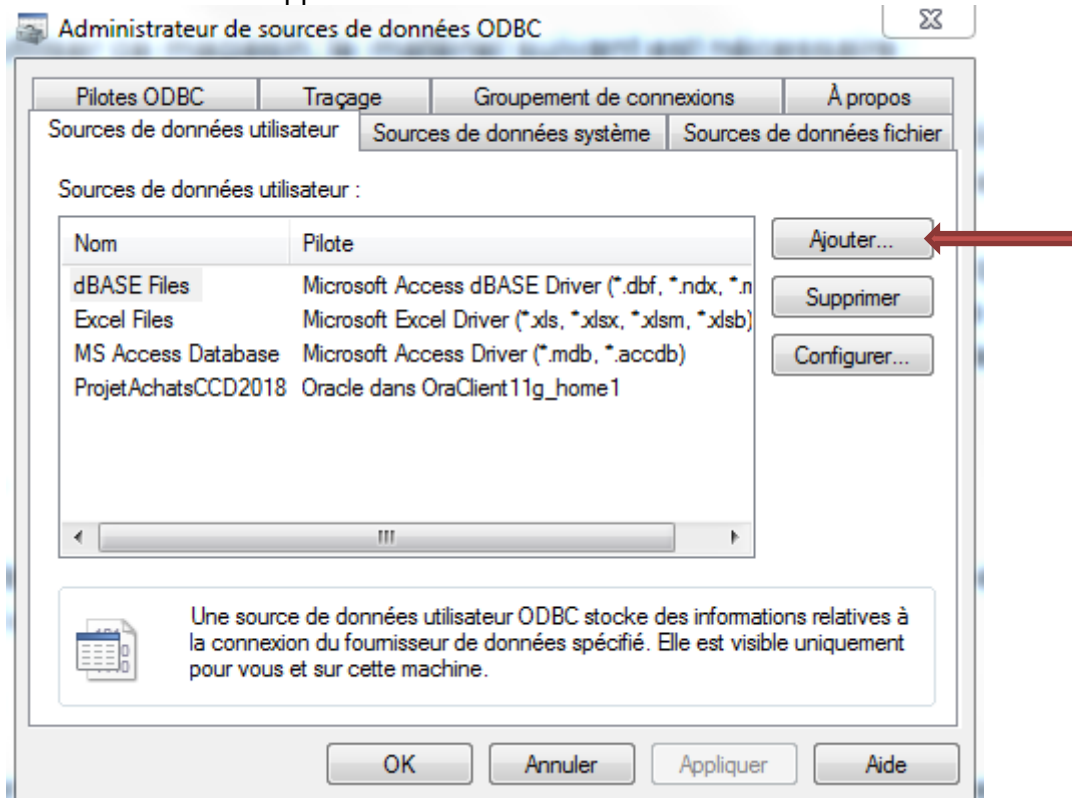 Administrateur de sources de données ODBC
Pilotes ODBC Traçage Groupement de connexions À propos
Sources de données utilisateur Sources de données système Sources de données fichier
Sources de données utilisateur :
Nom Pilote
Ajouter...
dBASE Files Microsoft Access dBASE Driver (*.dbf, *.ndx, *.n
Supprimer
Excel Files Microsoft Excel Driver (*.xls, *.xlsx, *.xlsm, *.xlsb)
MS Access Database Microsoft Access Driver (*.mdb, *.accdb)
Configurer...
ProjetAchatsCCD2018 Oracle dans OraClient11g_home1
Une source de données utilisateur ODBC stocke des informations relatives à
la connexion du fournisseur de données spécifié. Elle est visible uniquement
pour vous et sur cette machine.
OK Annuler Appliquer Aide